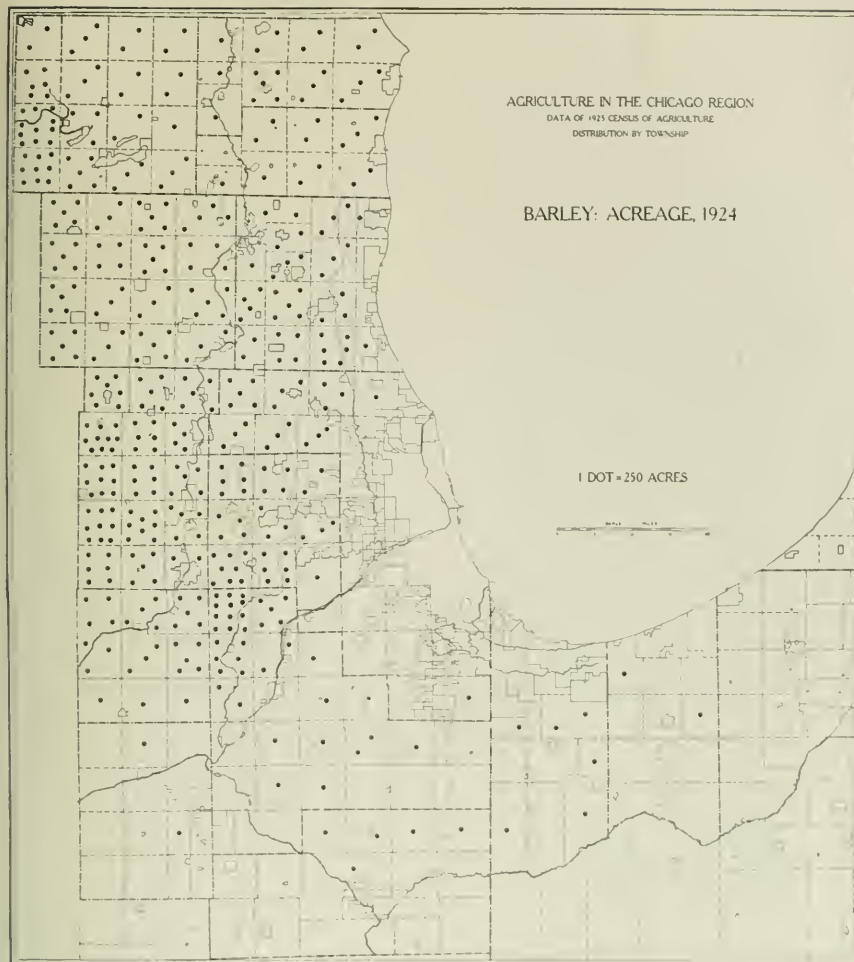 AGRICULTURE IN THE CHICAGO REGION
DATA OF 1925 CENSUS OF AGRICULTURE
DISTRIBUTION BY TOWNSHIP
BARLEY: ACREAGE, 1924
1 DOT = 250 ACRES